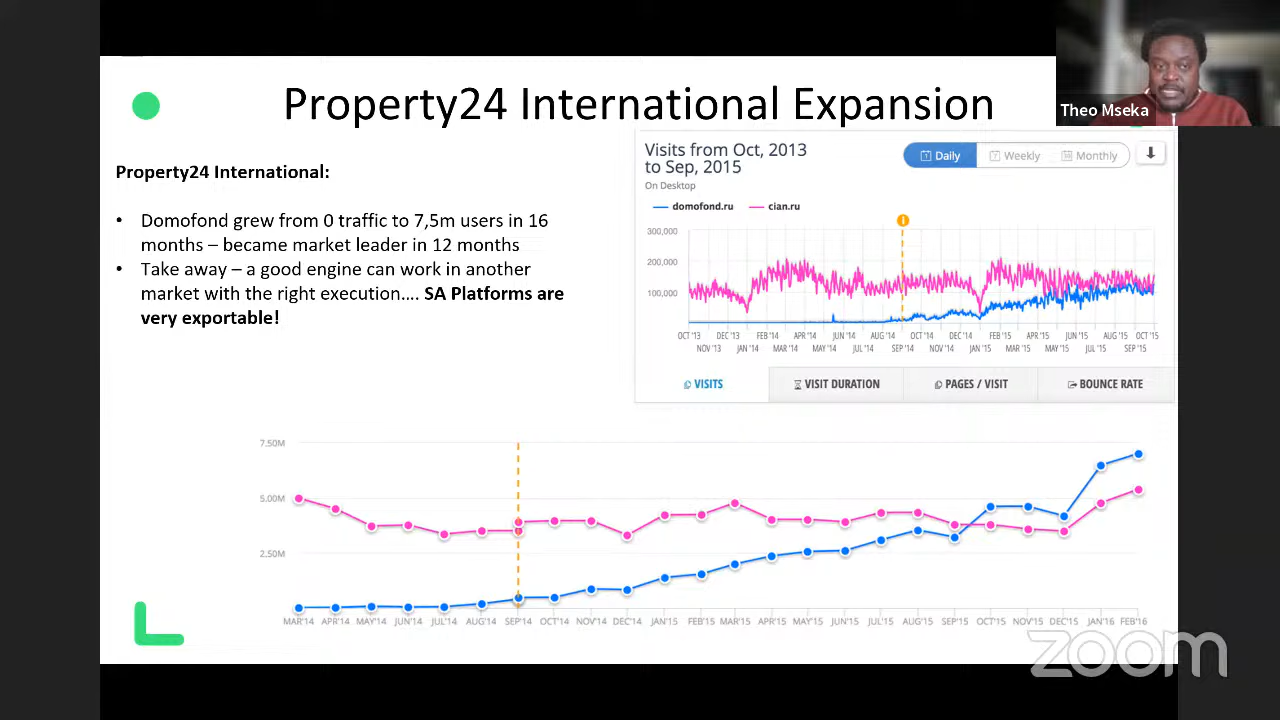 Property24 International Expansion
Theo Mseka
Property24 International:
• Domofond grew from 0 traffic to 7,5m users in 16
months – became market leader in 12 months
• Take away – a good engine can work in another
market with the right execution…. SA Platforms are
very exportable!
Visits from Oct, 2013
to Sep, 2015
On Desktop
Daily Weekly Monthly
domofond.ru cian.ru
300,000
200,000
100,000
OCT '13 DEC '13 FEB '14 APR '14 JUN '14 AUG '14 OCT '14 DEC '14 FEB '15 APR '15 JUN '15 AUG '15 OCT '15
NOV '13 JAN '14 MAR '14 MAY '14 JUL '14 SEP '14 NOV '14 JAN '15 MAR '15 MAY '15 JUL '15 SEP '15
VISITS VISIT DURATION PAGES / VISIT BOUNCE RATE
7.50M
5.00M
2.50M
MAR'14 APR'14 MAY'14 JUN'14 JUL'14 AUG'14 SEP'14 OCT'14 NOV'14 DEC'14 JAN'15 FEB'15 MAR'15 APR'15 MAY'15 JUN'15 JUL'15 AUG'15 SEP'15 OCT'15 NOV'15 DEC'15 JAN'16 FEB'16
zoom